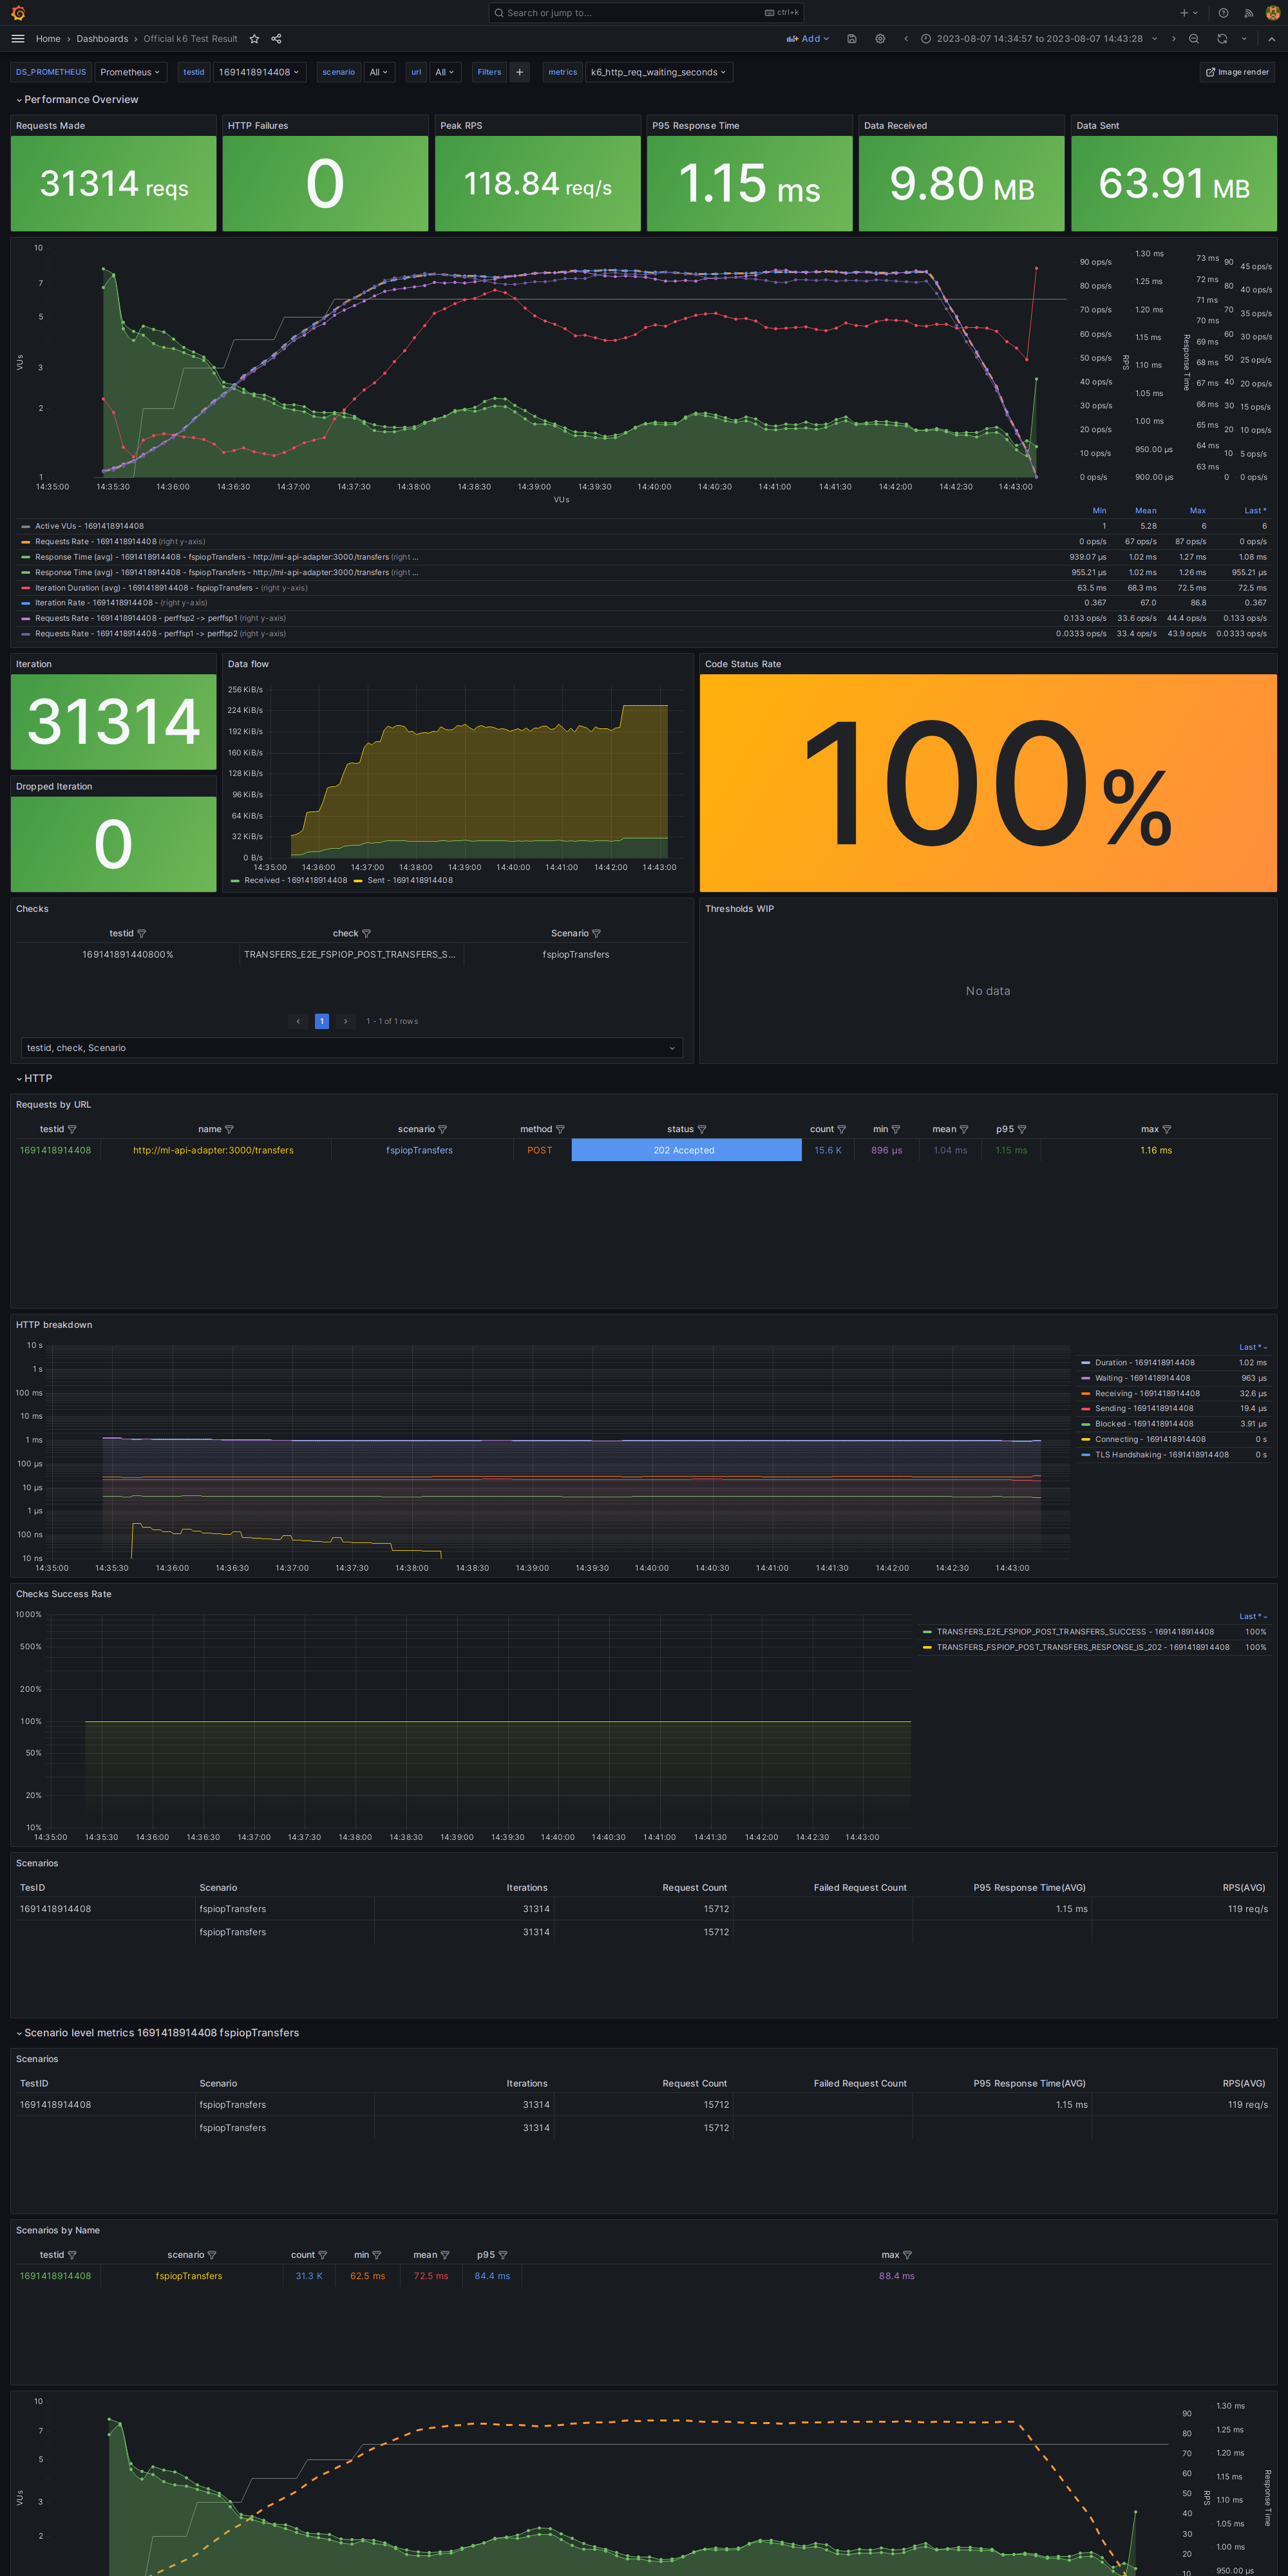 Search or jump to...
ctrl+k
Home › Dashboards › Official k6 Test Result
Add
2023-08-07 14:34:57 to 2023-08-07 14:43:28
DS_PROMETHEUS Prometheus testid 1691418914408 scenario All url All Filters + metrics k6_http_req_waiting_seconds Image render
Performance Overview
Requests Made
31314 reqs
HTTP Failures
0
Peak RPS
118.84 req/s
P95 Response Time
1.15 ms
Data Received
9.80 MB
Data Sent
63.91 MB
10
7
5
3
2
1
VUs
14:35:00 14:35:30 14:36:00 14:36:30 14:37:00 14:37:30 14:38:00 14:38:30 14:39:00 14:39:30 14:40:00 14:40:30 14:41:00 14:41:30 14:42:00 14:42:30 14:43:00
VUs
90 ops/s
80 ops/s
70 ops/s
60 ops/s
50 ops/s
40 ops/s
30 ops/s
20 ops/s
10 ops/s
0 ops/s
RPS
1.30 ms
1.25 ms
1.20 ms
1.15 ms
1.10 ms
1.05 ms
1.00 ms
950.00 µs
900.00 µs
Response Time
73 ms
72 ms
71 ms
70 ms
69 ms
68 ms
67 ms
66 ms
65 ms
64 ms
63 ms
90
80
70
60
50
40
30
20
10
0
45 ops/s
40 ops/s
35 ops/s
30 ops/s
25 ops/s
20 ops/s
15 ops/s
10 ops/s
5 ops/s
0 ops/s
Min Mean Max Last *
Active VUs - 1691418914408 1 5.28 6 6
Requests Rate - 1691418914408 (right y-axis) 0 ops/s 67 ops/s 87 ops/s 0 ops/s
Response Time (avg) - 1691418914408 - fspiopTransfers - http://ml-api-adapter:3000/transfers (right ... 939.07 µs 1.02 ms 1.27 ms 1.08 ms
Response Time (avg) - 1691418914408 - fspiopTransfers - http://ml-api-adapter:3000/transfers (right ... 955.21 µs 1.02 ms 1.26 ms 955.21 µs
Iteration Duration (avg) - 1691418914408 - fspiopTransfers - (right y-axis) 63.5 ms 68.3 ms 72.5 ms 72.5 ms
Iteration Rate - 1691418914408 - (right y-axis) 0.367 67.0 86.8 0.367
Requests Rate - 1691418914408 - perffsp2 -> perffsp1 (right y-axis) 0.133 ops/s 33.6 ops/s 44.4 ops/s 0.133 ops/s
Requests Rate - 1691418914408 - perffsp1 -> perffsp2 (right y-axis) 0.0333 ops/s 33.4 ops/s 43.9 ops/s 0.0333 ops/s
Iteration
31314
Dropped Iteration
0
Data flow
256 KiB/s
224 KiB/s
192 KiB/s
160 KiB/s
128 KiB/s
96 KiB/s
64 KiB/s
32 KiB/s
0 B/s
14:35:00 14:36:00 14:37:00 14:38:00 14:39:00 14:40:00 14:41:00 14:42:00 14:43:00
Received - 1691418914408 Sent - 1691418914408
Code Status Rate
100%
Checks
testid check Scenario
169141891440800% TRANSFERS_E2E_FSPIOP_POST_TRANSFERS_S... fspiopTransfers
‹ 1 › 1 - 1 of 1 rows
testid, check, Scenario
Thresholds WIP
No data
HTTP
Requests by URL
testid name scenario method status count min mean p95 max
1691418914408 http://ml-api-adapter:3000/transfers fspiopTransfers POST 202 Accepted 15.6 K 896 µs 1.04 ms 1.15 ms 1.16 ms
HTTP breakdown
10 s
1 s
100 ms
10 ms
1 ms
100 µs
10 µs
1 µs
100 ns
10 ns
14:35:00 14:35:30 14:36:00 14:36:30 14:37:00 14:37:30 14:38:00 14:38:30 14:39:00 14:39:30 14:40:00 14:40:30 14:41:00 14:41:30 14:42:00 14:42:30 14:43:00
Last *
Duration - 1691418914408 1.02 ms
Waiting - 1691418914408 963 µs
Receiving - 1691418914408 32.6 µs
Sending - 1691418914408 19.4 µs
Blocked - 1691418914408 3.91 µs
Connecting - 1691418914408 0 s
TLS Handshaking - 1691418914408 0 s
Checks Success Rate
1000%
500%
200%
100%
50%
20%
10%
14:35:00 14:35:30 14:36:00 14:36:30 14:37:00 14:37:30 14:38:00 14:38:30 14:39:00 14:39:30 14:40:00 14:40:30 14:41:00 14:41:30 14:42:00 14:42:30 14:43:00
Last *
TRANSFERS_E2E_FSPIOP_POST_TRANSFERS_SUCCESS - 1691418914408 100%
TRANSFERS_FSPIOP_POST_TRANSFERS_RESPONSE_IS_202 - 1691418914408 100%
Scenarios
TesID Scenario Iterations Request Count Failed Request Count P95 Response Time(AVG) RPS(AVG)
1691418914408 fspiopTransfers 31314 15712 1.15 ms 119 req/s
fspiopTransfers 31314 15712
Scenario level metrics 1691418914408 fspiopTransfers
Scenarios
TestID Scenario Iterations Request Count Failed Request Count P95 Response Time(AVG) RPS(AVG)
1691418914408 fspiopTransfers 31314 15712 1.15 ms 119 req/s
fspiopTransfers 31314 15712
Scenarios by Name
testid scenario count min mean p95 max
1691418914408 fspiopTransfers 31.3 K 62.5 ms 72.5 ms 84.4 ms 88.4 ms
10
7
5
3
2
VUs
90
80
70
60
50
40
30
20
10
RPS
1.30 ms
1.25 ms
1.20 ms
1.15 ms
1.10 ms
1.05 ms
1.00 ms
950.00 µs
Response Time